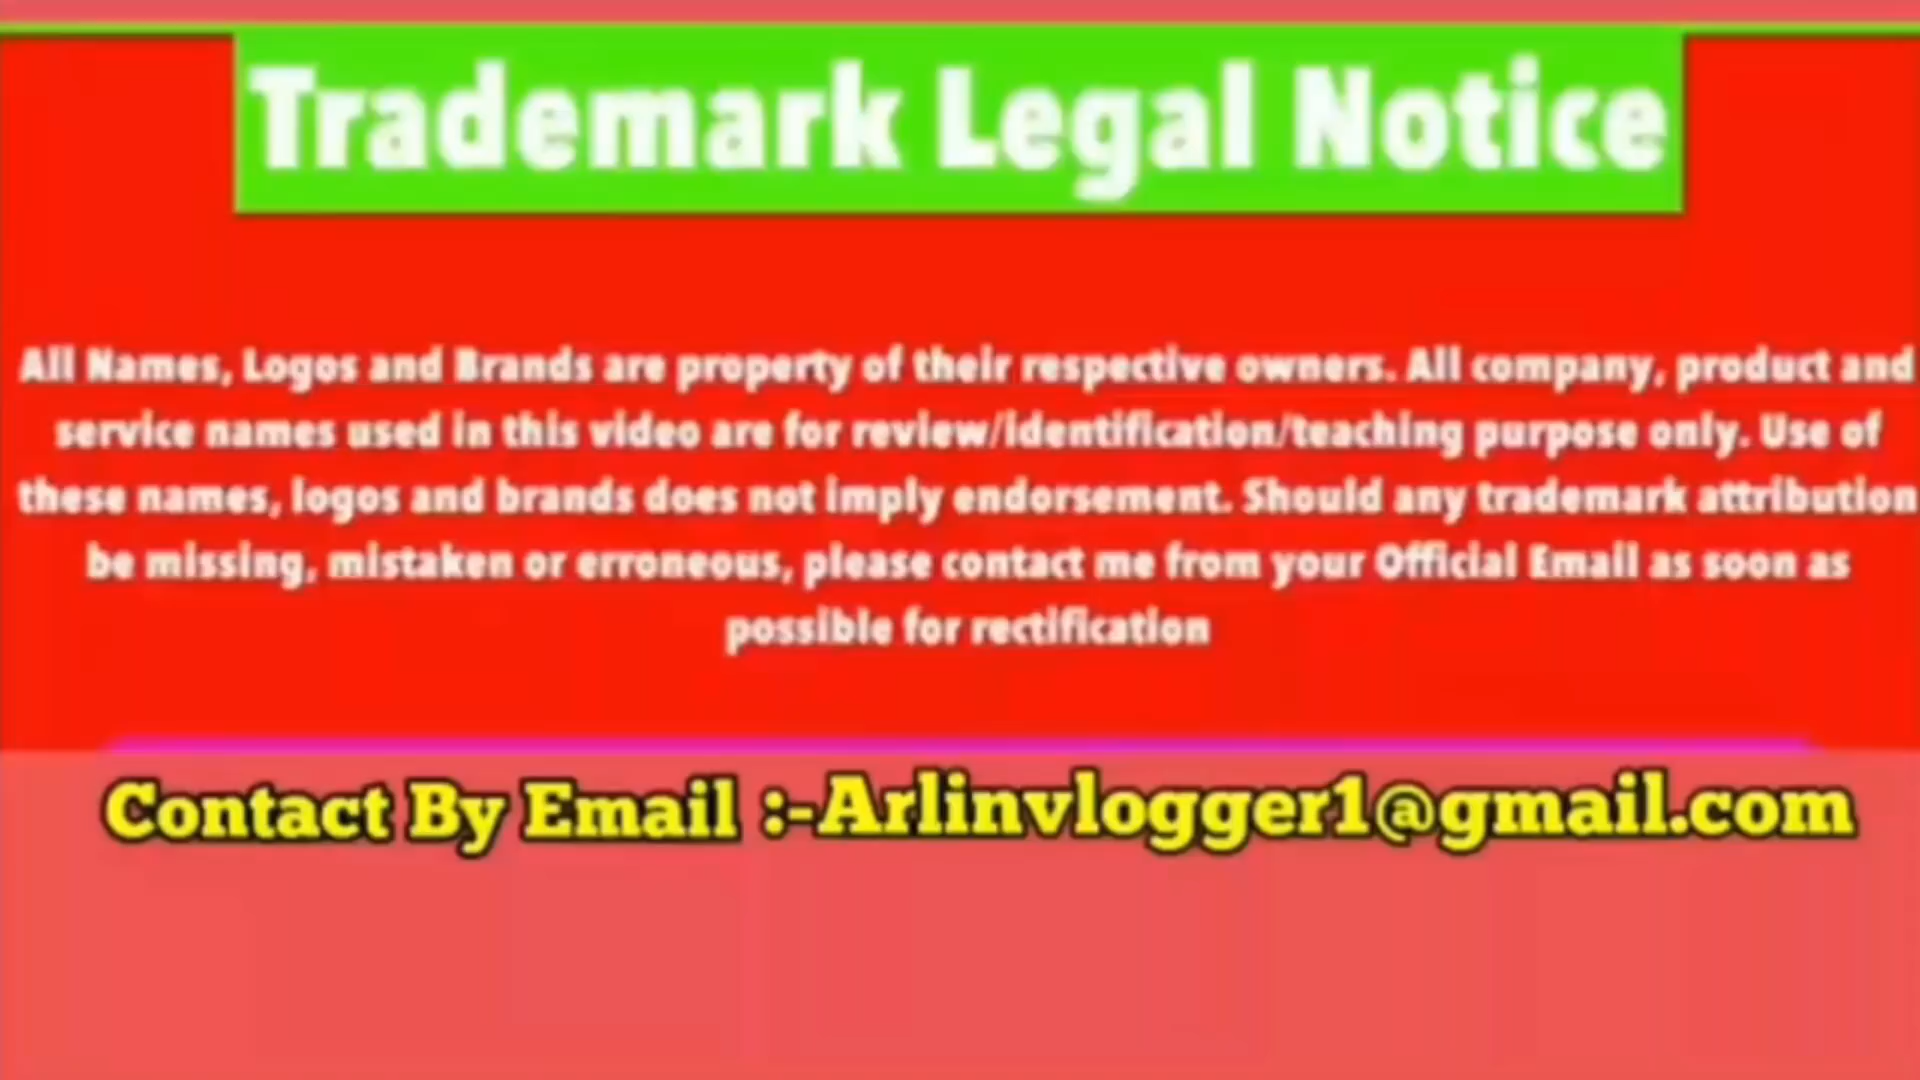 Trademark Legal Notice
All Names, Logos and Brands are property of their respective owners. All company, product and
service names used in this video are for review/identification/teaching purpose only. Use of
these names, logos and brands does not imply endorsement. Should any trademark attribution
be missing, mistaken or erroneous, please contact me from your Official Email as soon as
possible for rectification
Contact By Email :-Arlinvlogger1@gmail.com